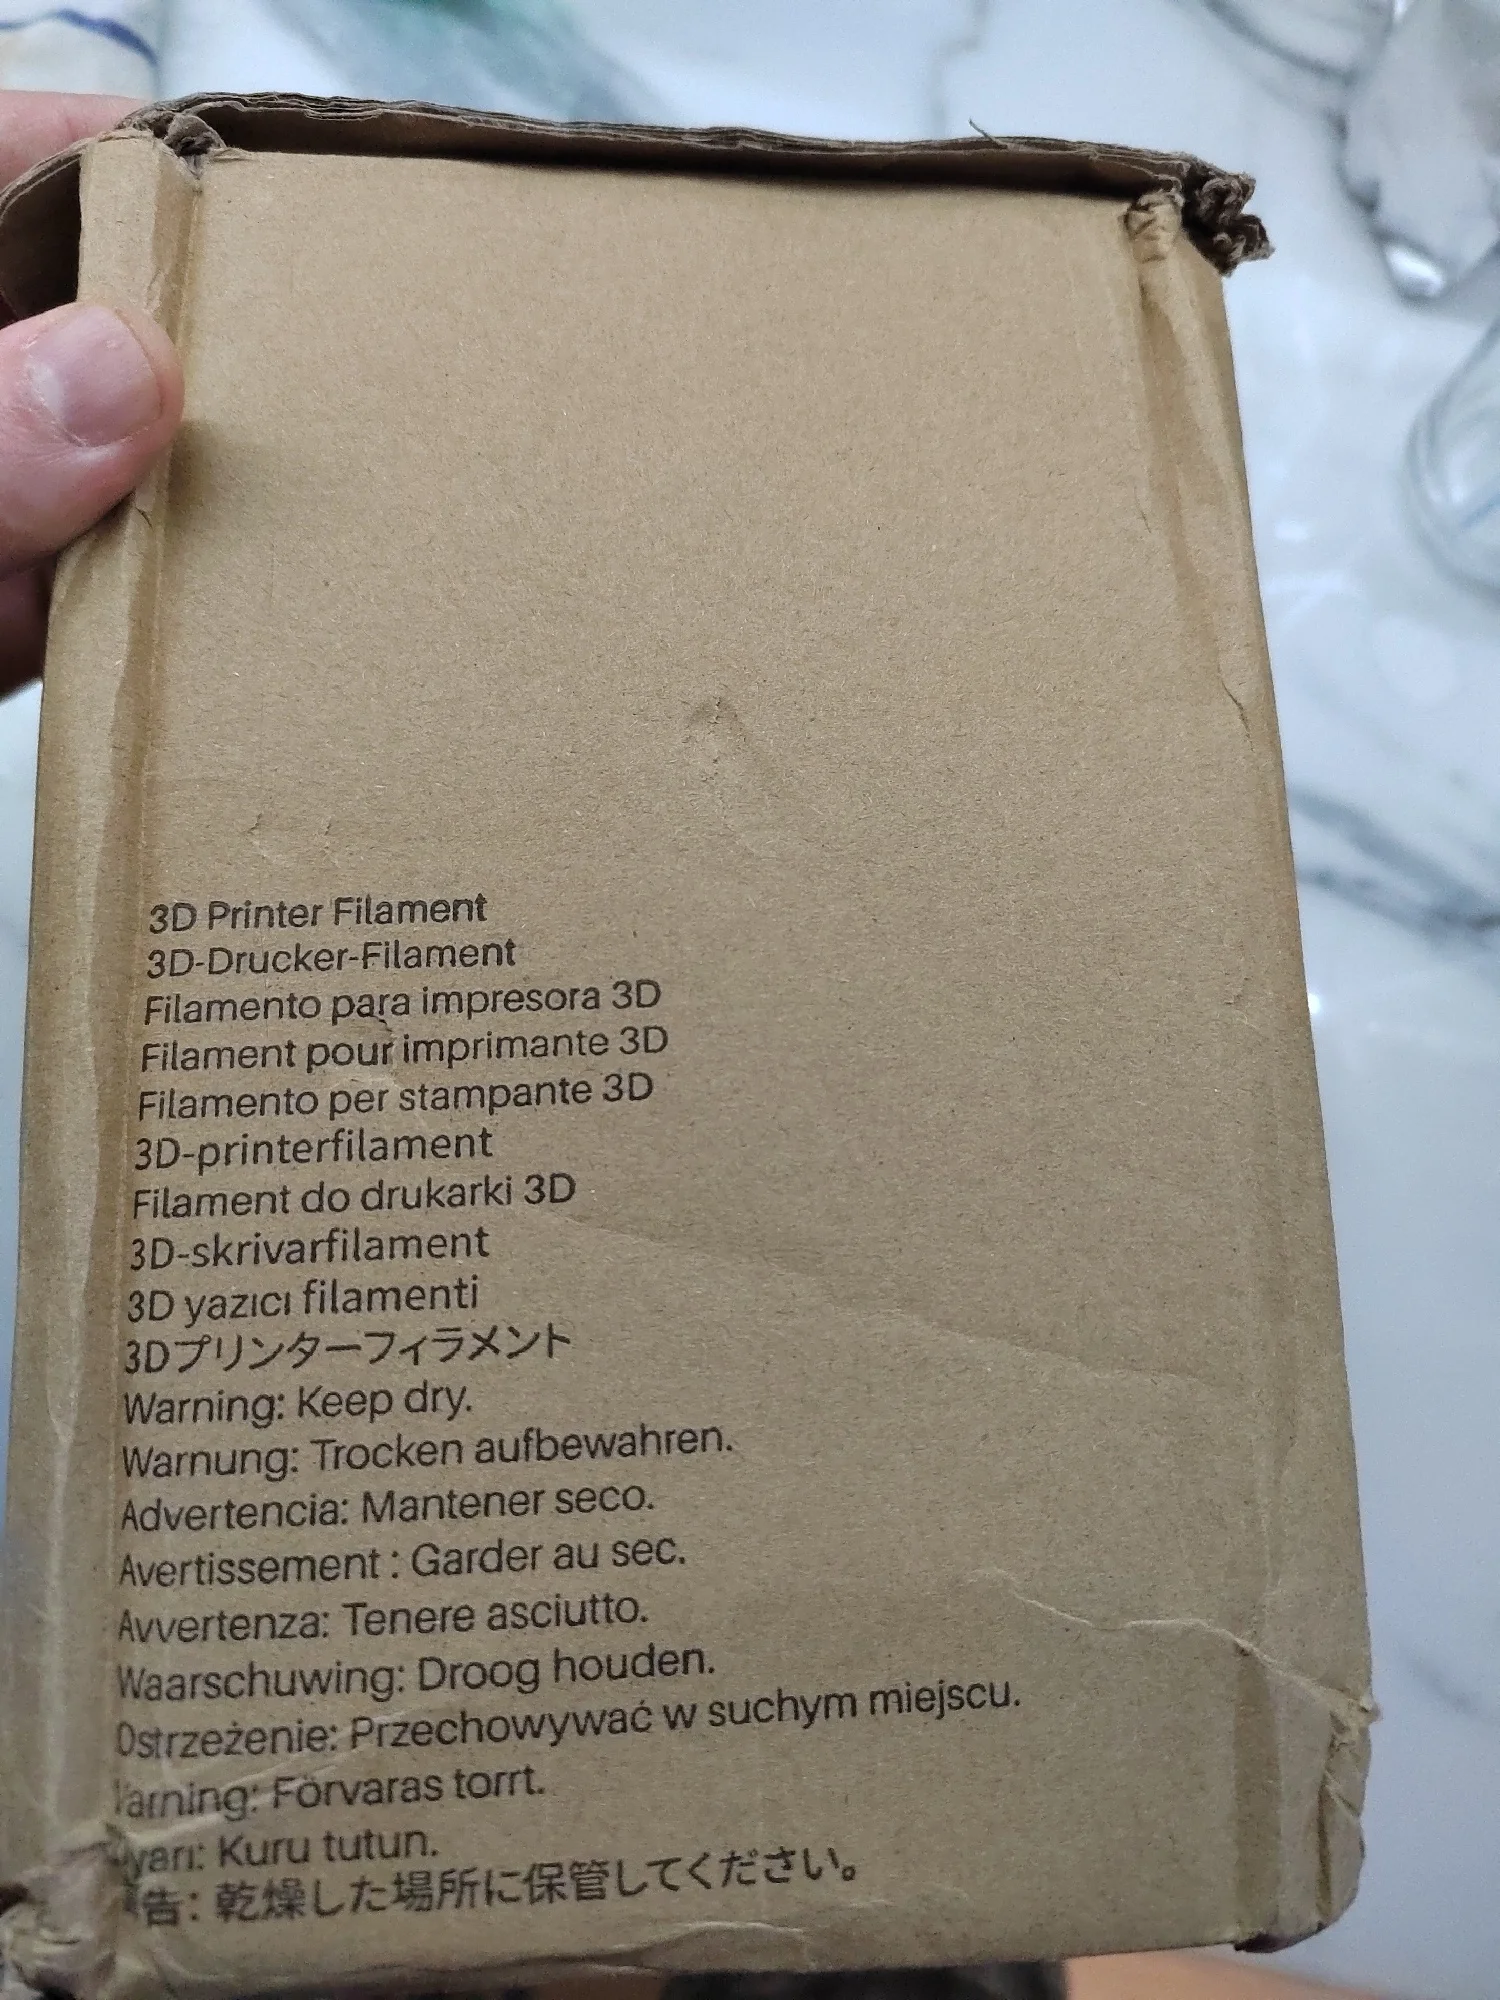 3D Printer Filament
3D-Drucker-Filament
Filamento para impresora 3D
Filament pour imprimante 3D
Filamento per stampante 3D
3D-printerfilament
Filament do drukarki 3D
3D-skrivarfilament
3D yazıcı filamenti
3Dプリンターフィラメント
Warning: Keep dry.
Warnung: Trocken aufbewahren.
Advertencia: Mantener seco.
Avertissement : Garder au sec.
Avvertenza: Tenere asciutto.
Waarschuwing: Droog houden.
Ostrzeżenie: Przechowywać w suchym miejscu.
Varning: Förvaras torrt.
Uyarı: Kuru tutun.
警告: 乾燥した場所に保管してください。